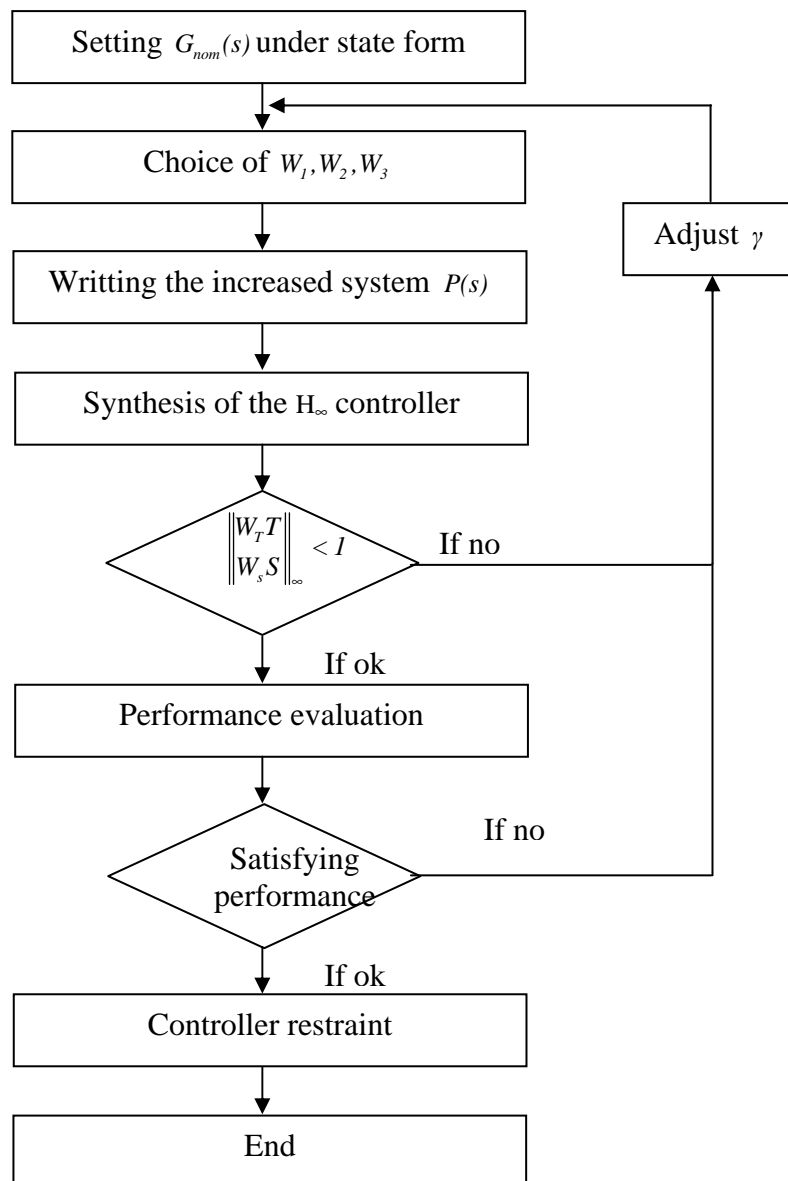 Setting G_nom(s) under state form
Choice of W_1,W_2,W_3
Adjust γ
Writting the increased system P(s)
Synthesis of the H_∞ controller
‖W_T T
W_s S‖_∞ < 1
If no
If ok
Performance evaluation
If no
Satisfying
performance
If ok
Controller restraint
End